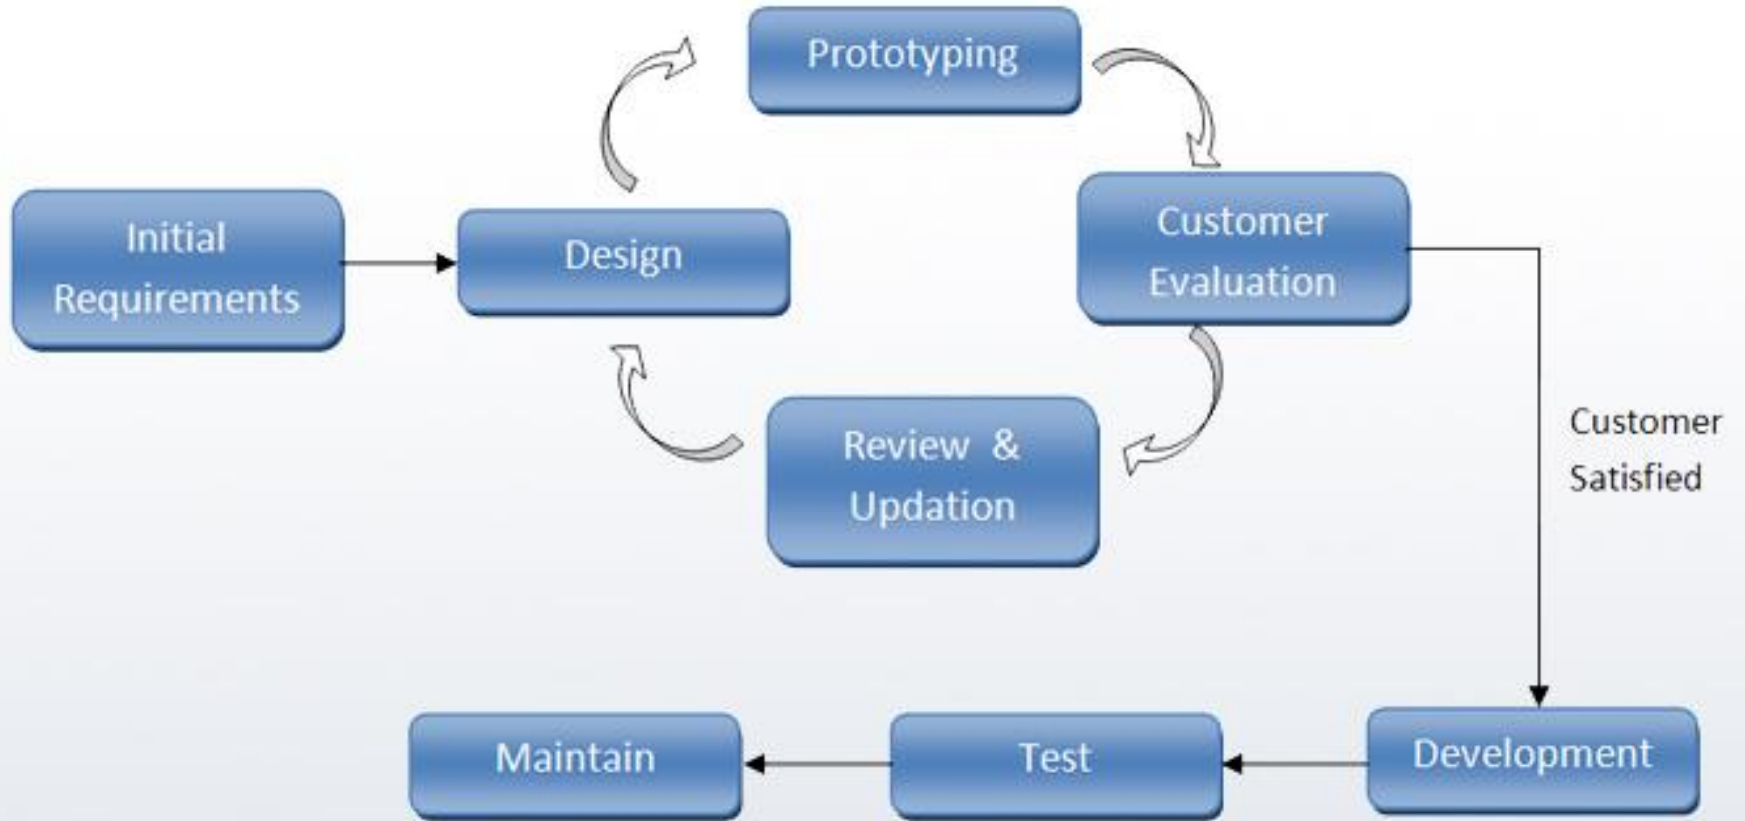 Prototyping
Initial
Requirements
Design
Customer
Evaluation
Review & 
Updation
Customer
Satisfied
Maintain
Test
Development